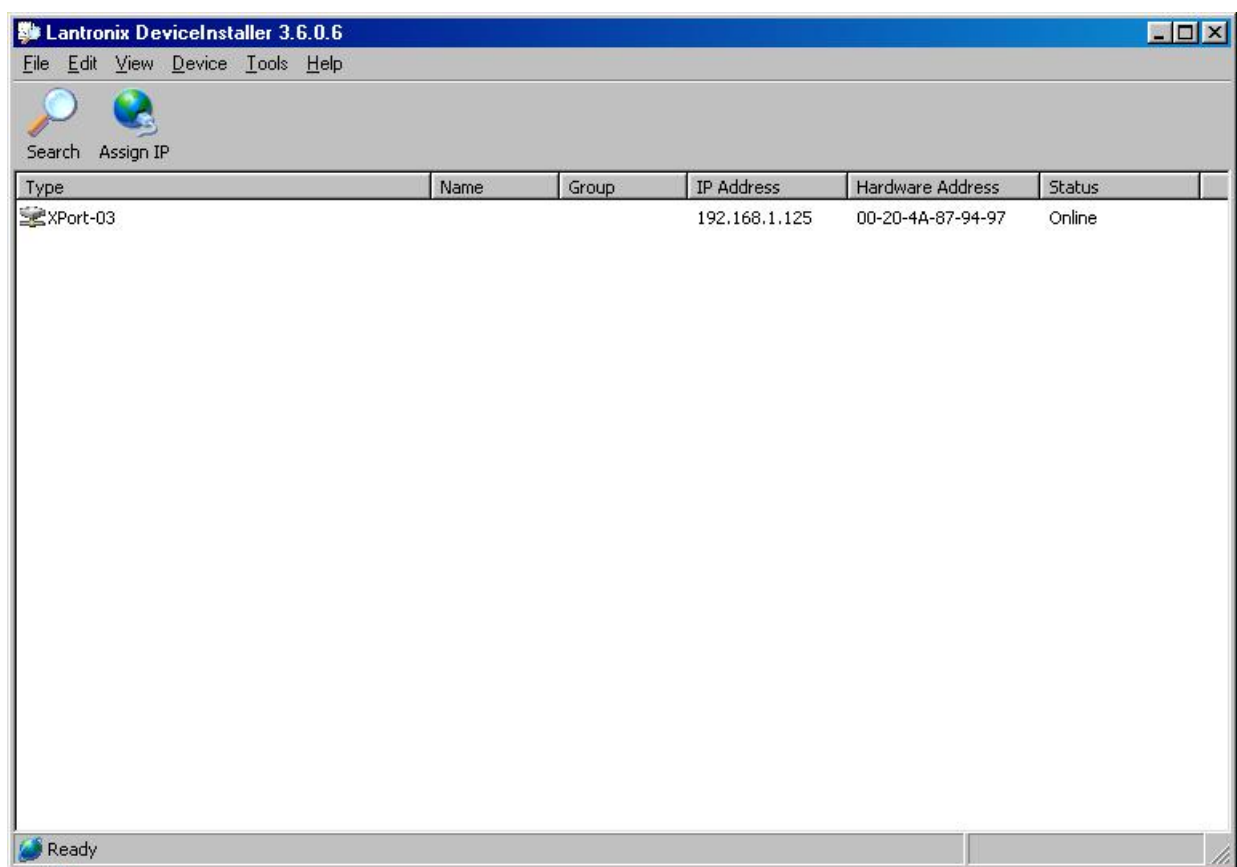 Lantronix DeviceInstaller 3.6.0.6
File Edit View Device Tools Help
Search Assign IP
Type Name Group IP Address Hardware Address Status
XPort-03 192.168.1.125 00-20-4A-87-94-97 Online
Ready